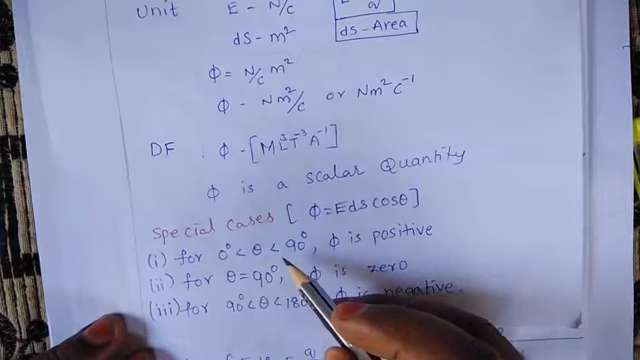 Unit E - N/C
ds - m²
ds - Area
ϕ = N/C m²
ϕ - Nm²/C or Nm²C⁻¹
DF ϕ - [ML³T⁻³A⁻¹]
ϕ is a scalar Quantity
Special Cases [ϕ = Eds cosθ]
(i) for 0° < θ < 90°, ϕ is positive
(ii) for θ = 90°, ϕ is zero
(iii) for 90° < θ < 180 ϕ is negative.